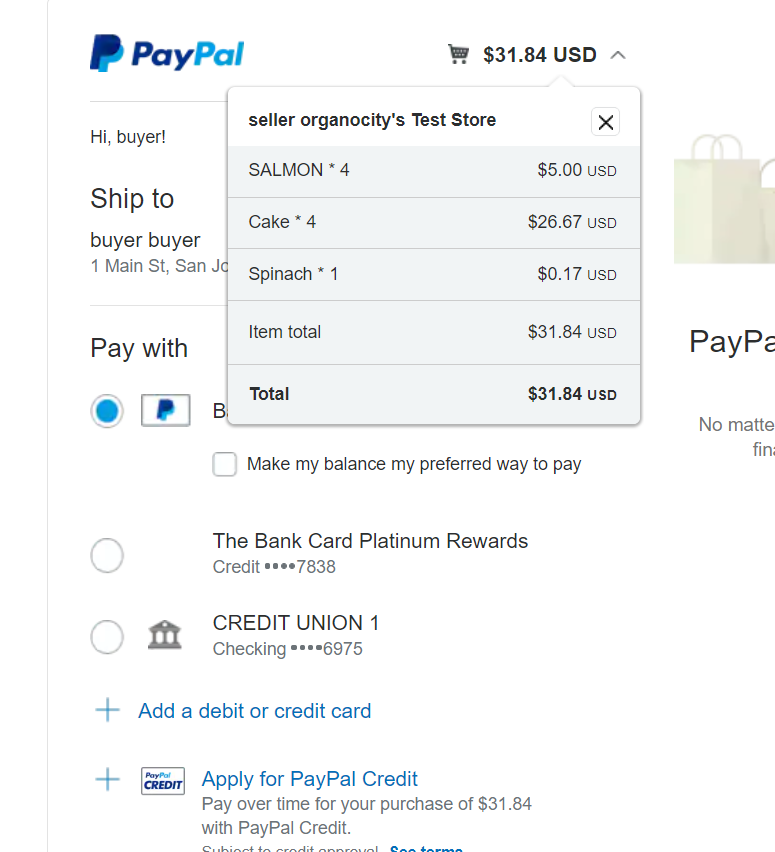 PayPal
$31.84 USD
seller organocity's Test Store
Hi, buyer!
SALMON * 4 $5.00 USD
Ship to
Cake * 4 $26.67 USD
buyer buyer
1 Main St, San Jo
Spinach * 1 $0.17 USD
Item total $31.84 USD
Pay with
Total $31.84 USD
Make my balance my preferred way to pay
The Bank Card Platinum Rewards
Credit ••••7838
CREDIT UNION 1
Checking ••••6975
Add a debit or credit card
PayPal
CREDIT
Apply for PayPal Credit
Pay over time for your purchase of $31.84
with PayPal Credit.
Subject to credit approval. See terms
PayPa
No matte
fina